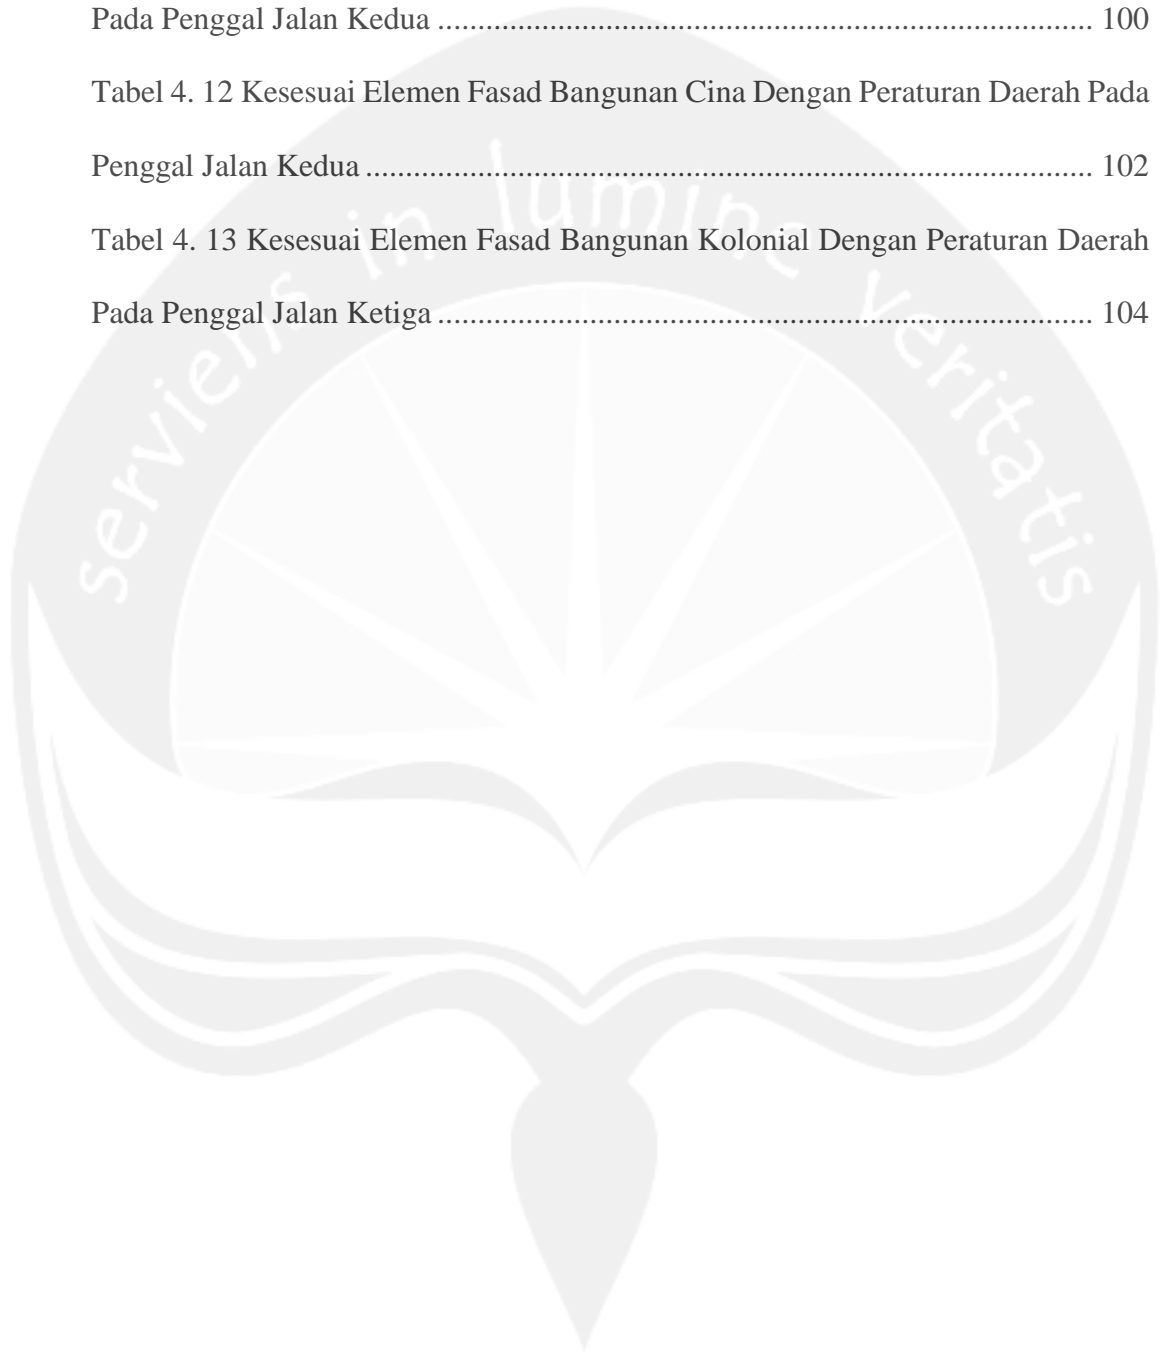 Pada Penggal Jalan Kedua .................................................................................. 100
Tabel 4. 12 Kesesuai Elemen Fasad Bangunan Cina Dengan Peraturan Daerah Pada
Penggal Jalan Kedua ........................................................................................... 102
Tabel 4. 13 Kesesuai Elemen Fasad Bangunan Kolonial Dengan Peraturan Daerah
Pada Penggal Jalan Ketiga .................................................................................. 104
serviens in lumine veritatis